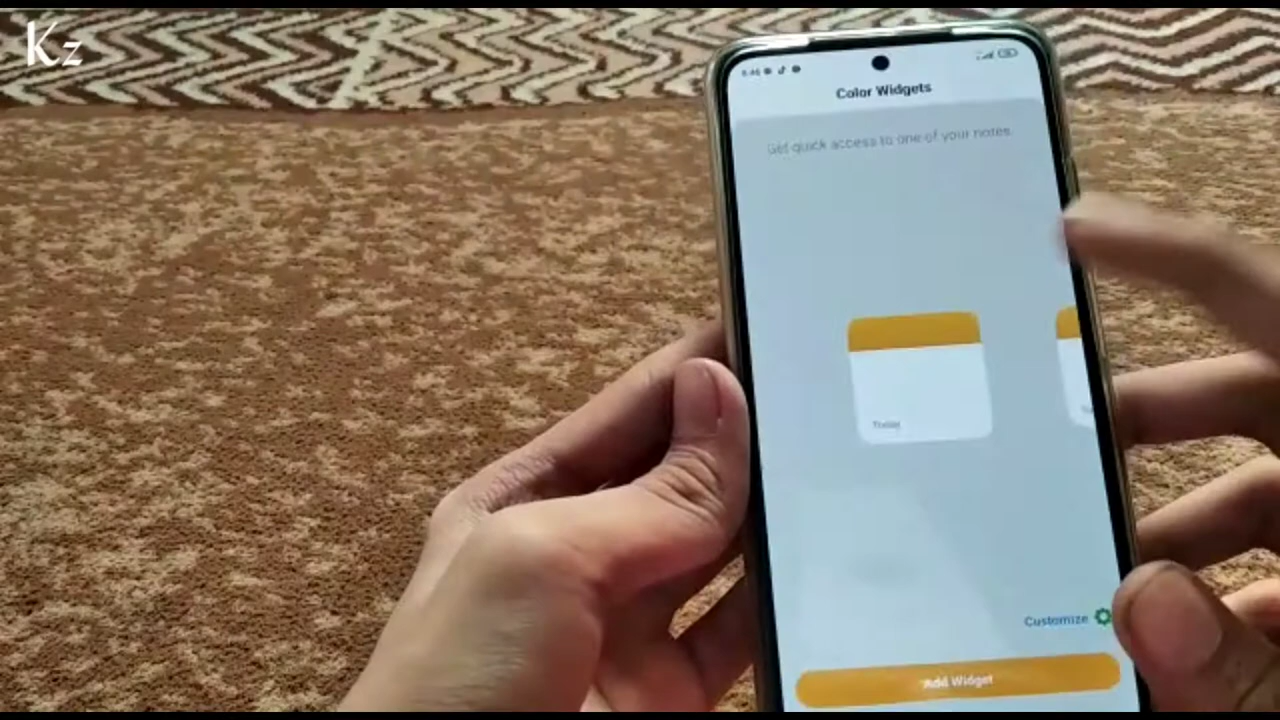 Kz
Color Widgets
Get quick access to one of your notes.
Today
Customize
Add Widget